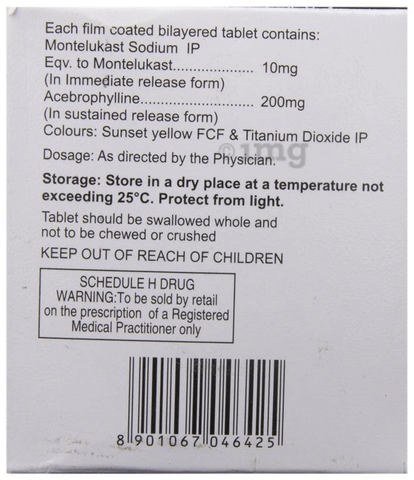 Each film coated bilayered tablet contains:
Montelukast Sodium IP
Eqv. to Montelukast.................... 10mg
(In Immediate release form)
Acebrophylline............................ 200mg
(In sustained release form)
Colours: Sunset yellow FCF & Titanium Dioxide IP
Dosage: As directed by the Physician.
1mg
Storage: Store in a dry place at a temperature not
exceeding 25°C. Protect from light.
Tablet should be swallowed whole and
not to be chewed or crushed
KEEP OUT OF REACH OF CHILDREN
SCHEDULE H DRUG
WARNING:To be sold by retail
on the prescription of a Registered
Medical Practitioner only
8 901067 046425